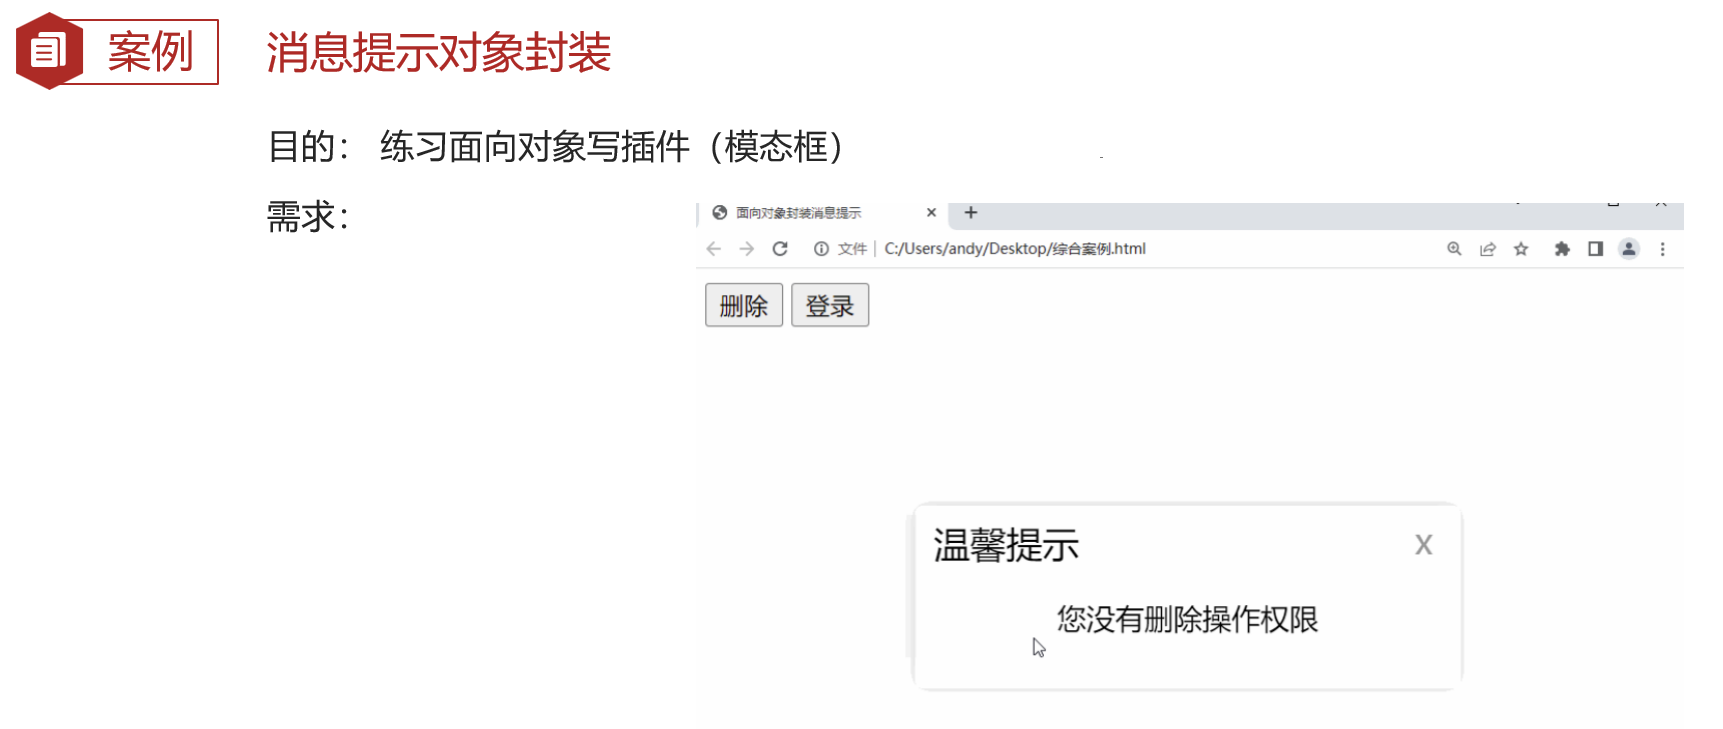 案例
消息提示对象封装
目的： 练习面向对象写插件（模态框）
需求：
面向对象封装消息提示
文件 | C:/Users/andy/Desktop/综合案例.html
删除 登录
温馨提示 x
您没有删除操作权限